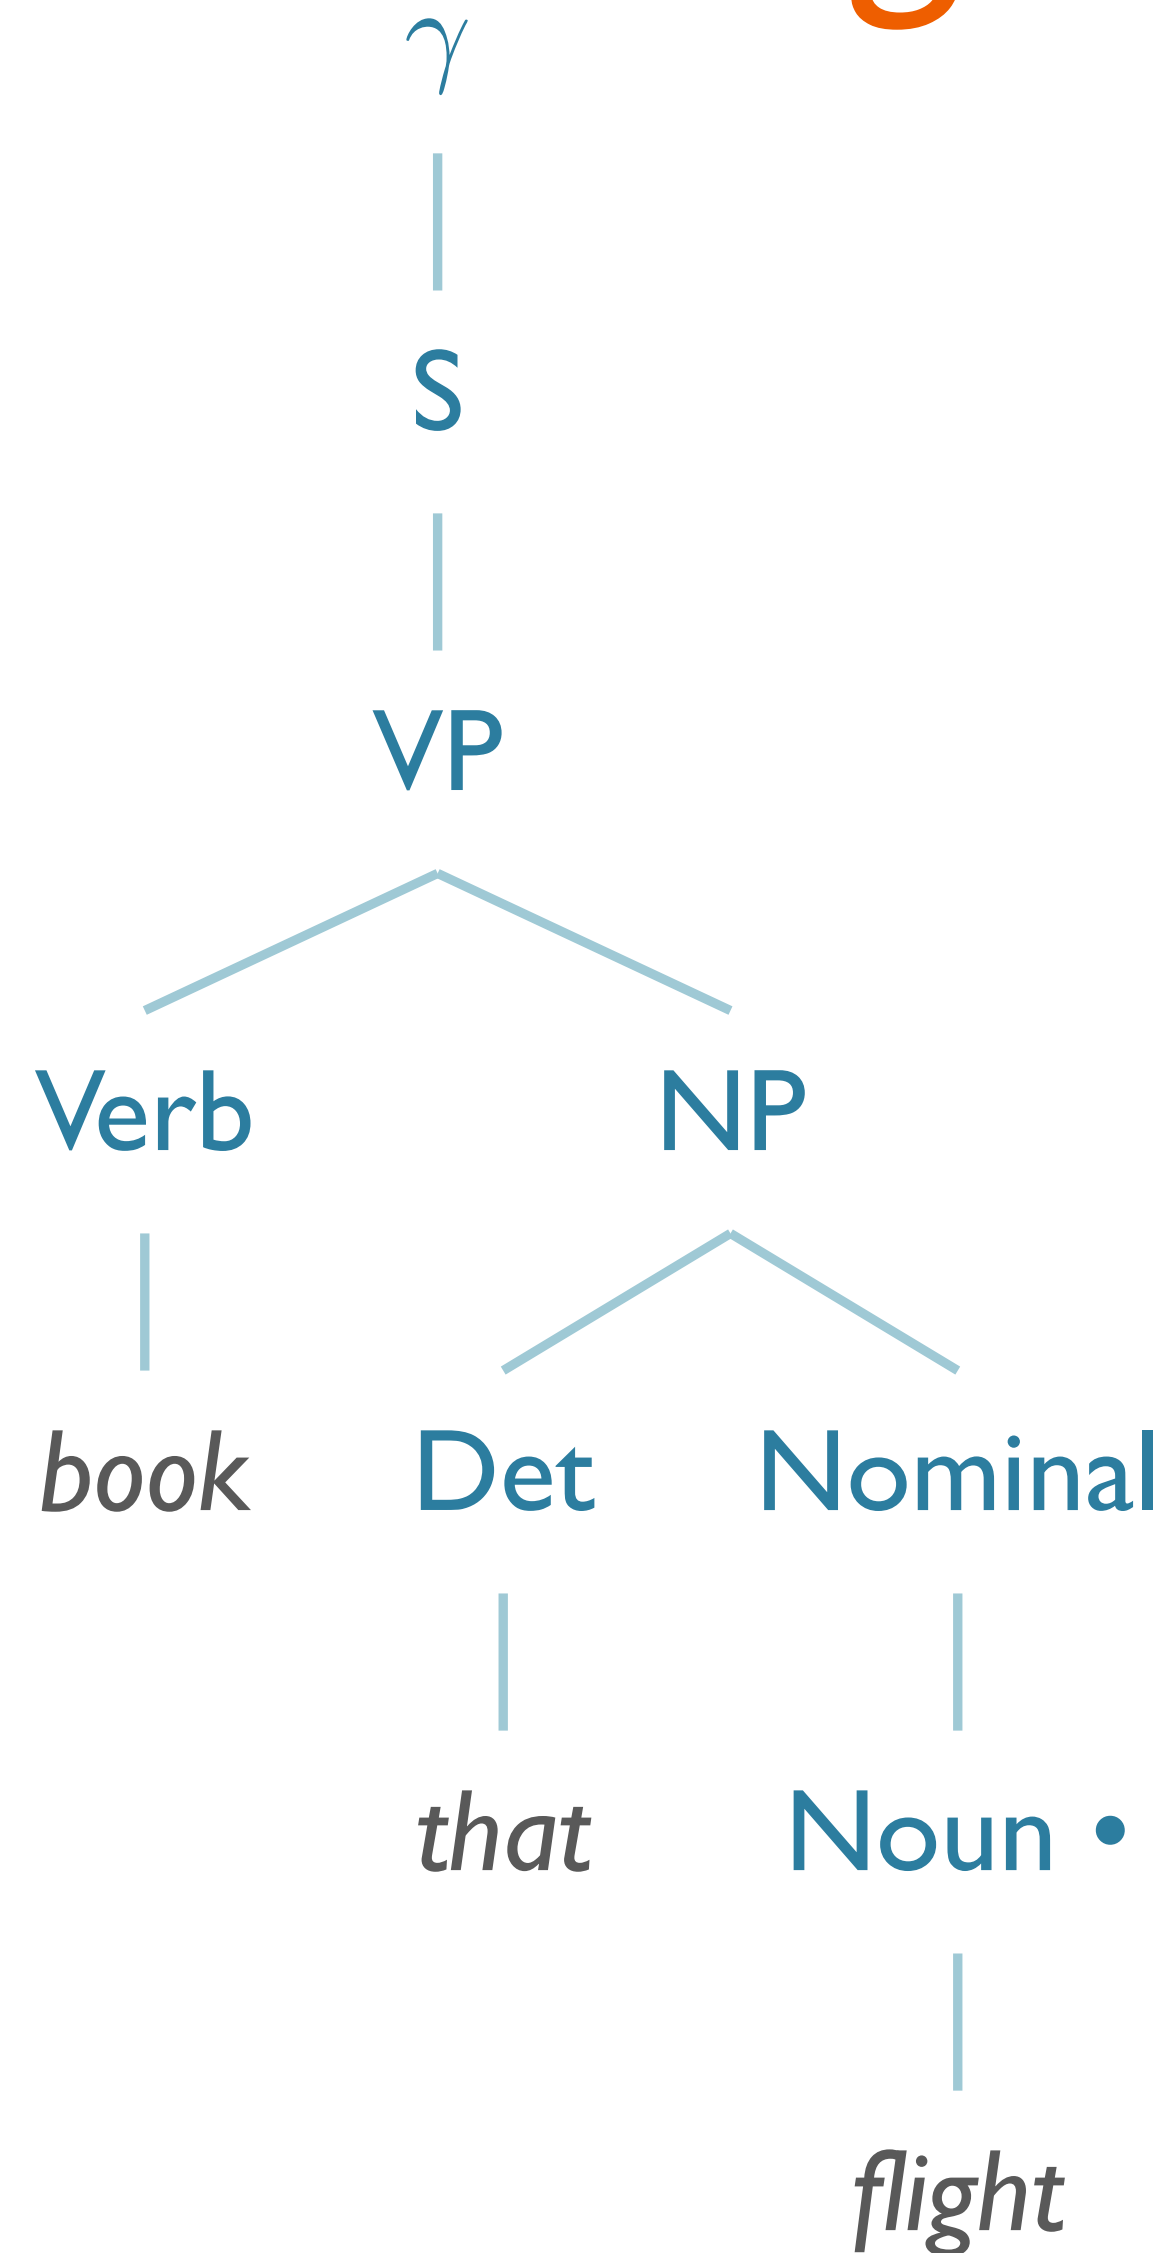 γ
S
VP
Verb NP
book Det Nominal
that Noun •
flight